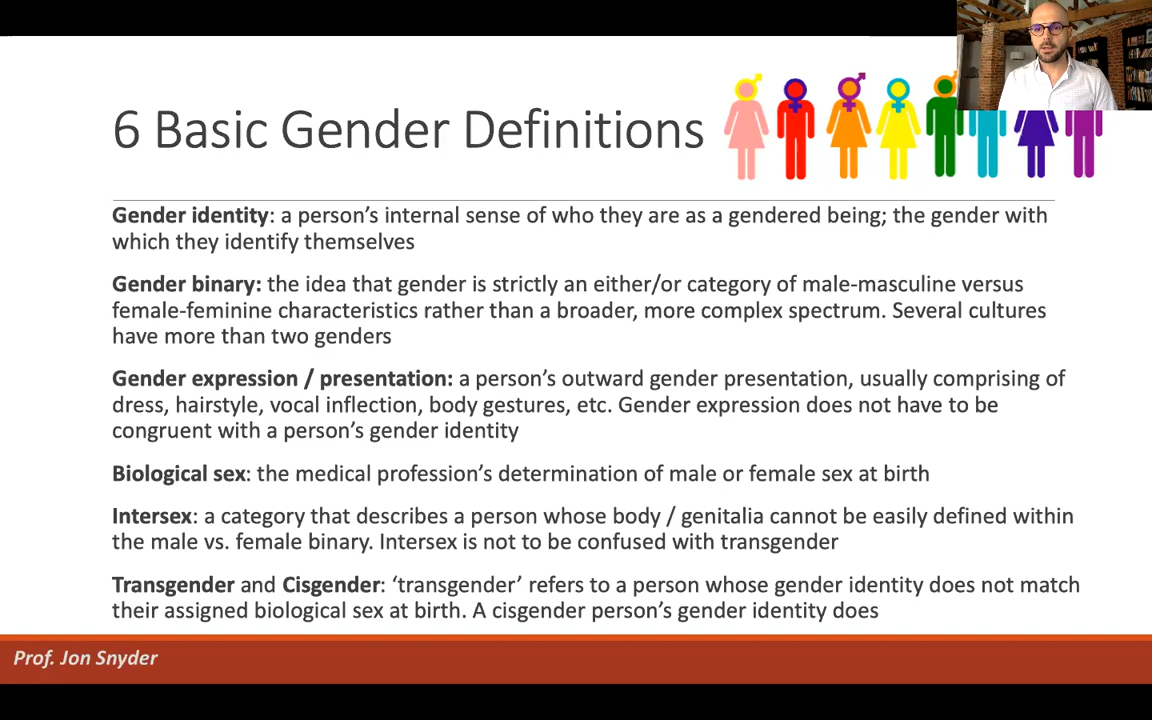 6 Basic Gender Definitions
Gender identity: a person’s internal sense of who they are as a gendered being; the gender with
which they identify themselves
Gender binary: the idea that gender is strictly an either/or category of male-masculine versus
female-feminine characteristics rather than a broader, more complex spectrum. Several cultures
have more than two genders
Gender expression / presentation: a person’s outward gender presentation, usually comprising of
dress, hairstyle, vocal inflection, body gestures, etc. Gender expression does not have to be
congruent with a person’s gender identity
Biological sex: the medical profession’s determination of male or female sex at birth
Intersex: a category that describes a person whose body / genitalia cannot be easily defined within
the male vs. female binary. Intersex is not to be confused with transgender
Transgender and Cisgender: ‘transgender’ refers to a person whose gender identity does not match
their assigned biological sex at birth. A cisgender person’s gender identity does
Prof. Jon Snyder